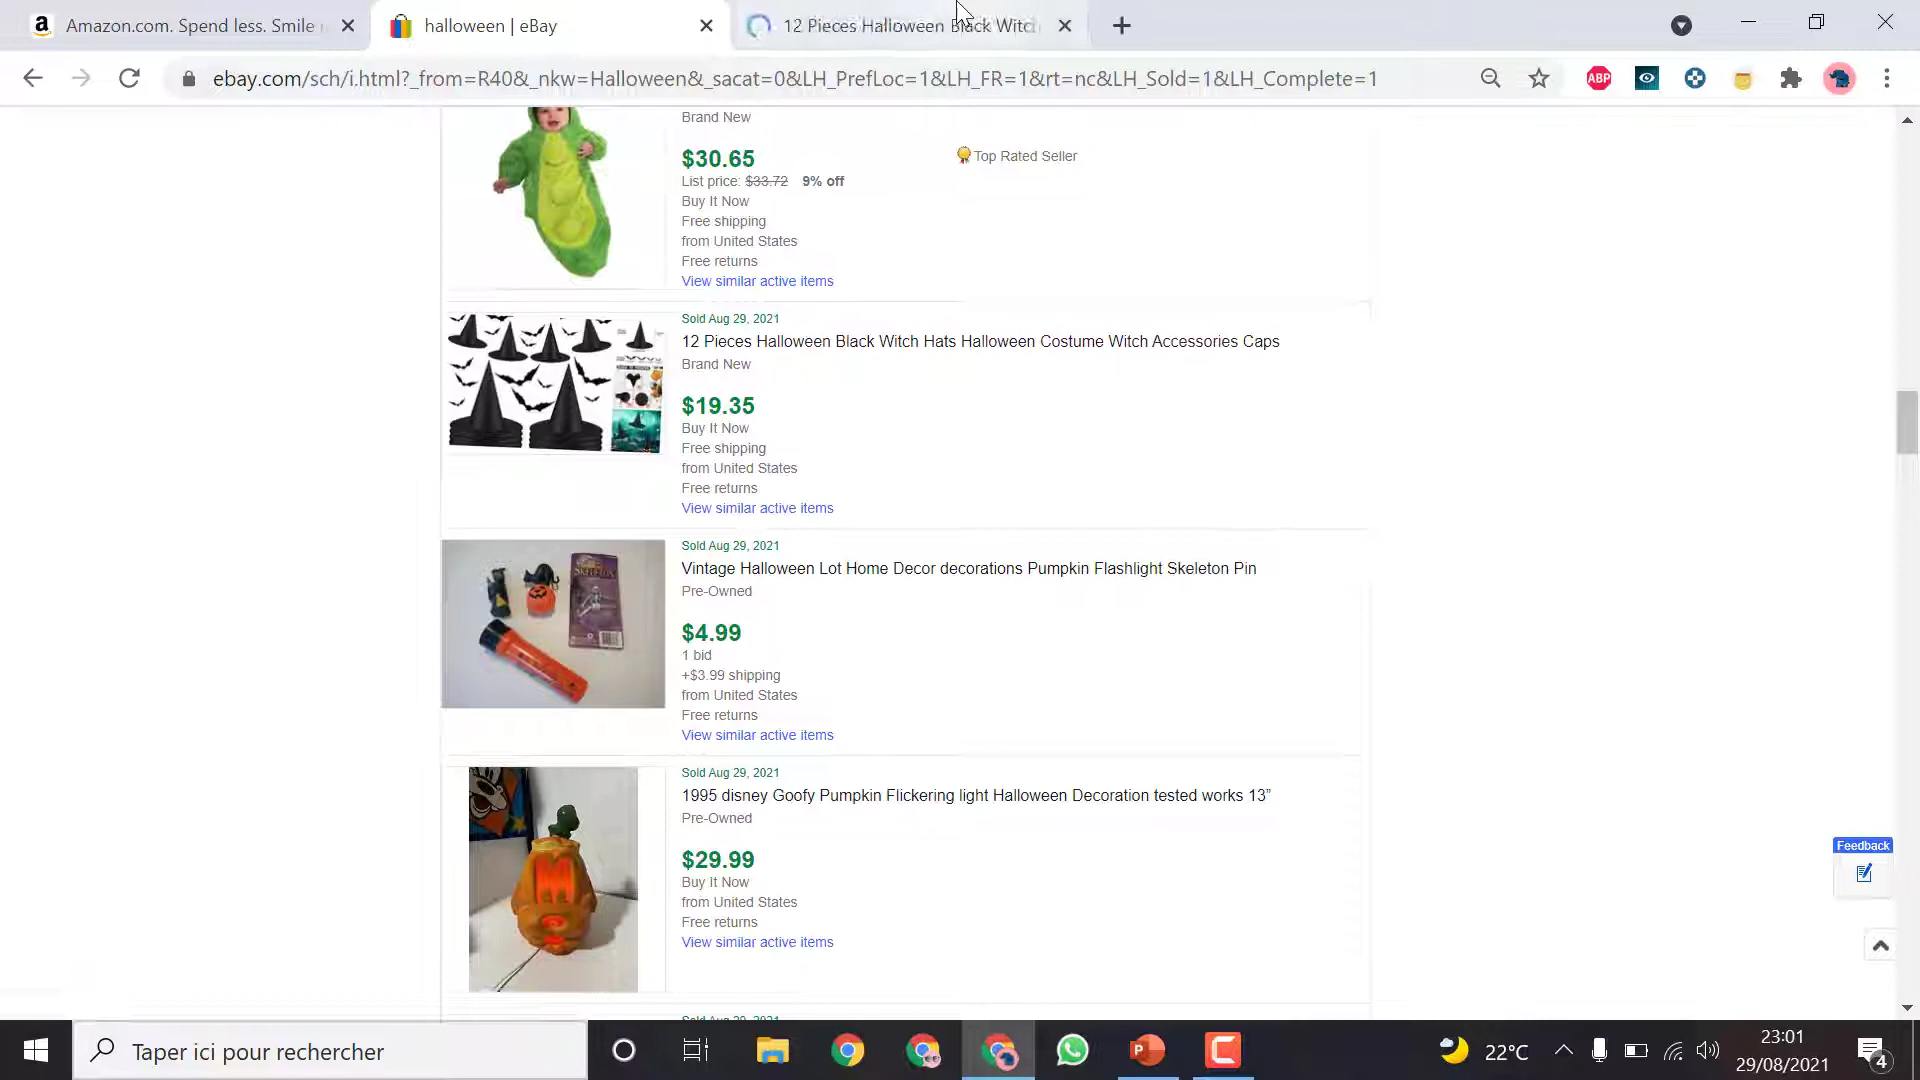 Amazon.com. Spend less. Smile
halloween | eBay
12 Pieces Halloween Black Witc
ebay.com/sch/i.html?_from=R40&_nkw=Halloween&_sacat=0&LH_PrefLoc=1&LH_FR=1&rt=nc&LH_Sold=1&LH_Complete=1
ABP
Brand New
$30.65
Top Rated Seller
List price: $33.72 9% off
Buy It Now
Free shipping
from United States
Free returns
View similar active items
Sold Aug 29, 2021
12 Pieces Halloween Black Witch Hats Halloween Costume Witch Accessories Caps
Brand New
$19.35
Buy It Now
Free shipping
from United States
Free returns
View similar active items
Sold Aug 29, 2021
Vintage Halloween Lot Home Decor decorations Pumpkin Flashlight Skeleton Pin
Pre-Owned
$4.99
1 bid
+$3.99 shipping
from United States
Free returns
View similar active items
Sold Aug 29, 2021
1995 disney Goofy Pumpkin Flickering light Halloween Decoration tested works 13”
Pre-Owned
$29.99
Buy It Now
from United States
Free returns
View similar active items
Sold Aug 29, 2021
Feedback
Taper ici pour rechercher
22°C
23:01
29/08/2021
4